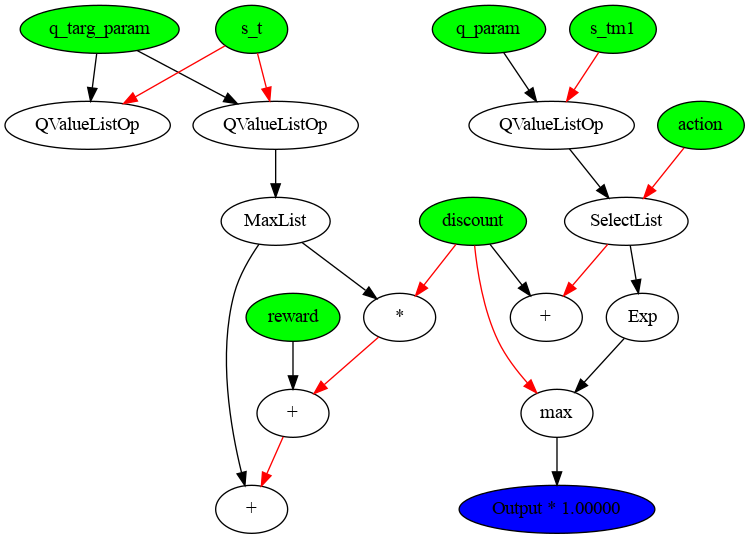 q_targ_param
s_t
q_param
s_tm1
QValueListOp
QValueListOp
QValueListOp
action
MaxList
discount
SelectList
reward
*
+
Exp
+
max
+
Output * 1.00000